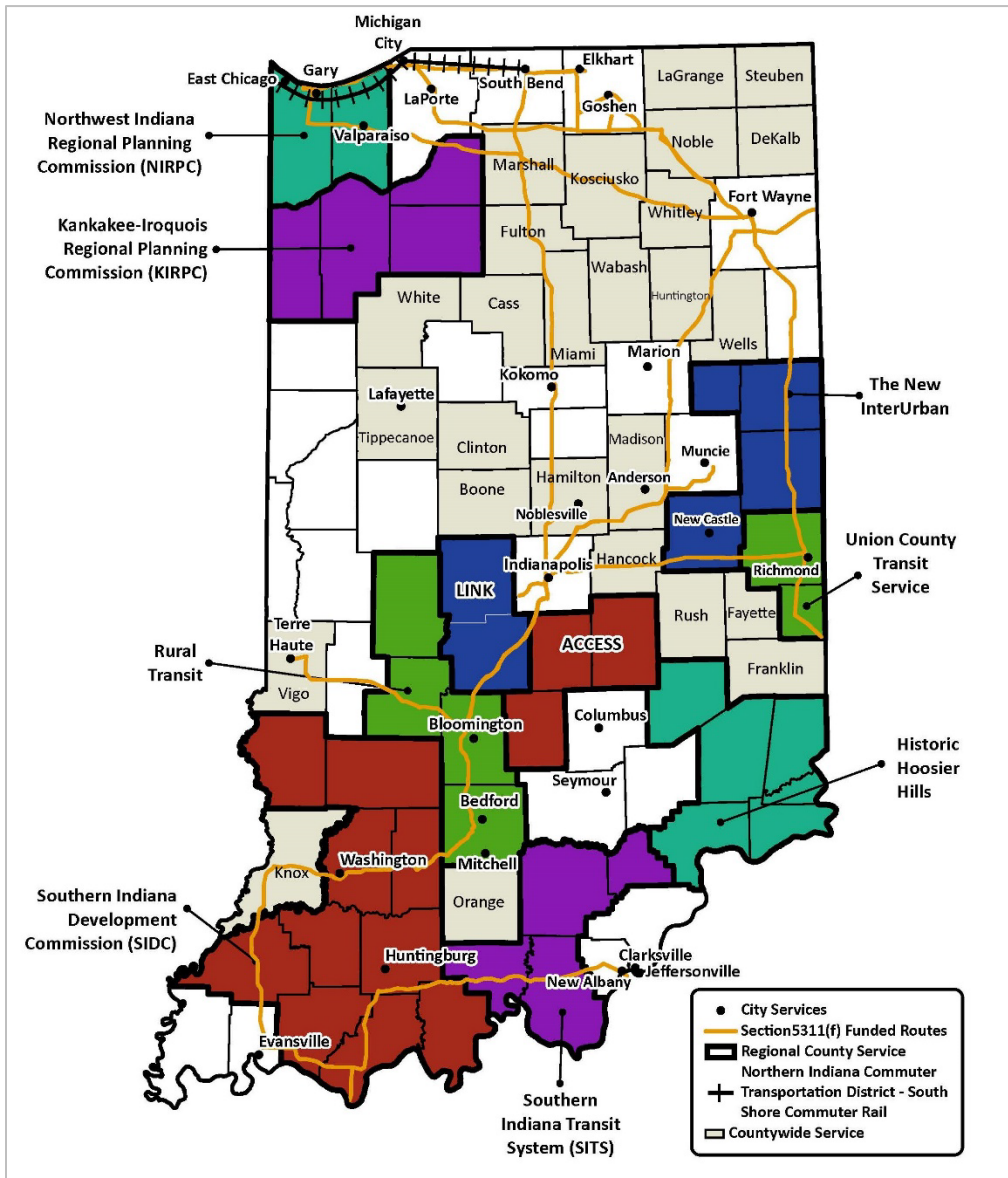 Michigan
City
Elkhart
Gary
East Chicago
LaGrange
Steuben
South Bend
LaPorte
Goshen
Northwest Indiana
Regional Planning
Commission (NIRPC)
Valparaiso
Noble
DeKalb
Marshall
Kosciusko
Fort Wayne
Whitley
Kankakee-Iroquois
Regional Planning
Commission (KIRPC)
Fulton
Wabash
Huntington
White
Cass
Miami
Wells
Marion
Kokomo
The New
InterUrban
Lafayette
Tippecanoe
Clinton
Madison
Muncie
Hamilton
Anderson
Boone
Noblesville
New Castle
Hancock
Indianapolis
Richmond
Union County
Transit
Service
LINK
Rush
Fayette
Terre
Haute
ACCESS
Rural
Transit
Franklin
Vigo
Columbus
Bloomington
Historic
Hoosier
Hills
Seymour
Bedford
Washington
Mitchell
Knox
Orange
Southern Indiana
Development
Commission (SIDC)
Huntingburg
Clarksville
Jeffersonville
New Albany
Evansville
Southern
Indiana Transit
System (SITS)
City Services
Section5311(f) Funded Routes
Regional County Service
Northern Indiana Commuter
Transportation District - South
Shore Commuter Rail
Countywide Service